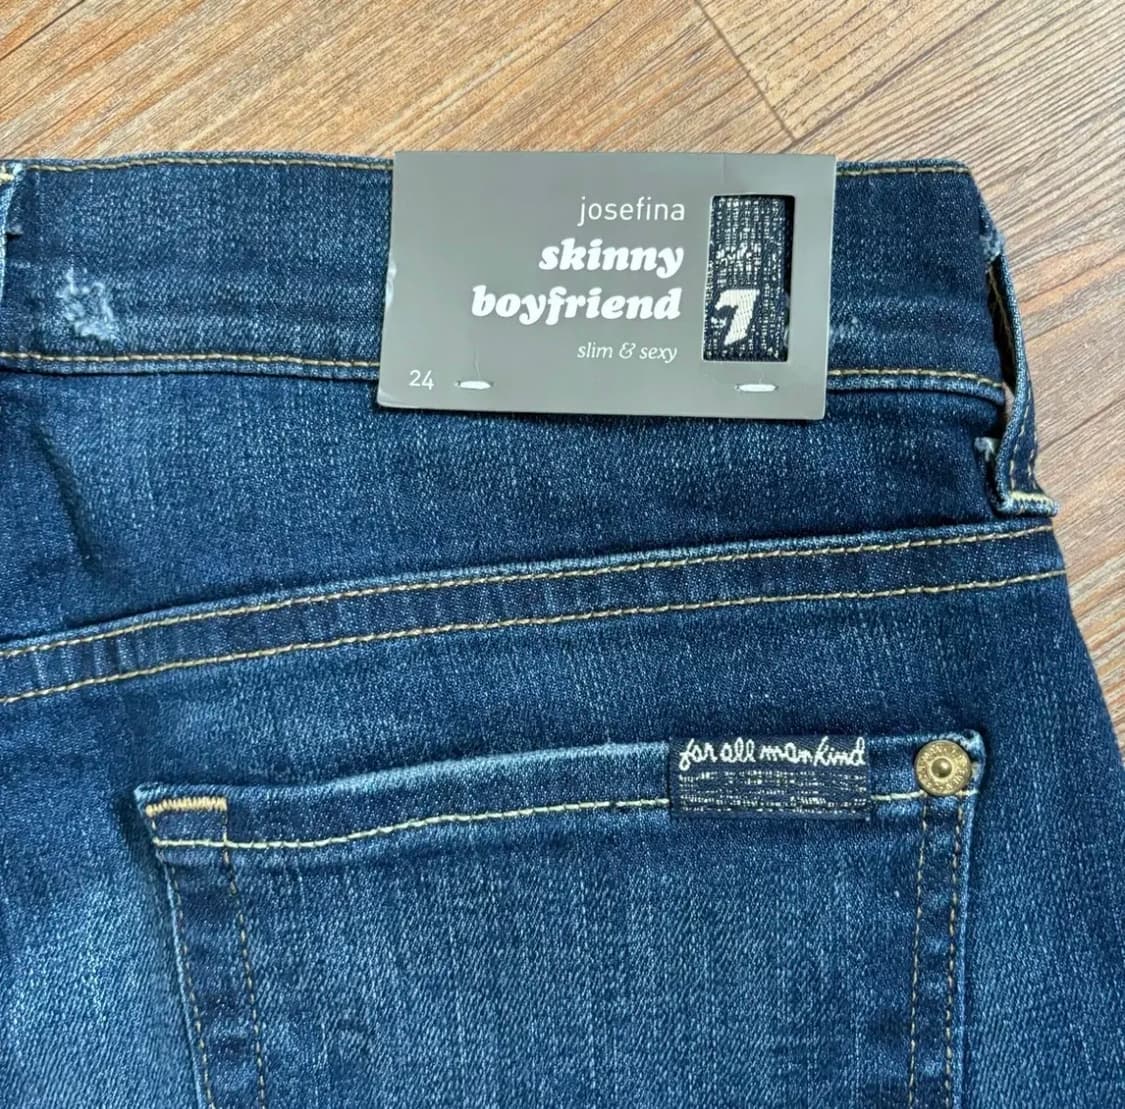 josefina
skinny
boyfriend
slim & sexy
24
7
for all mankind